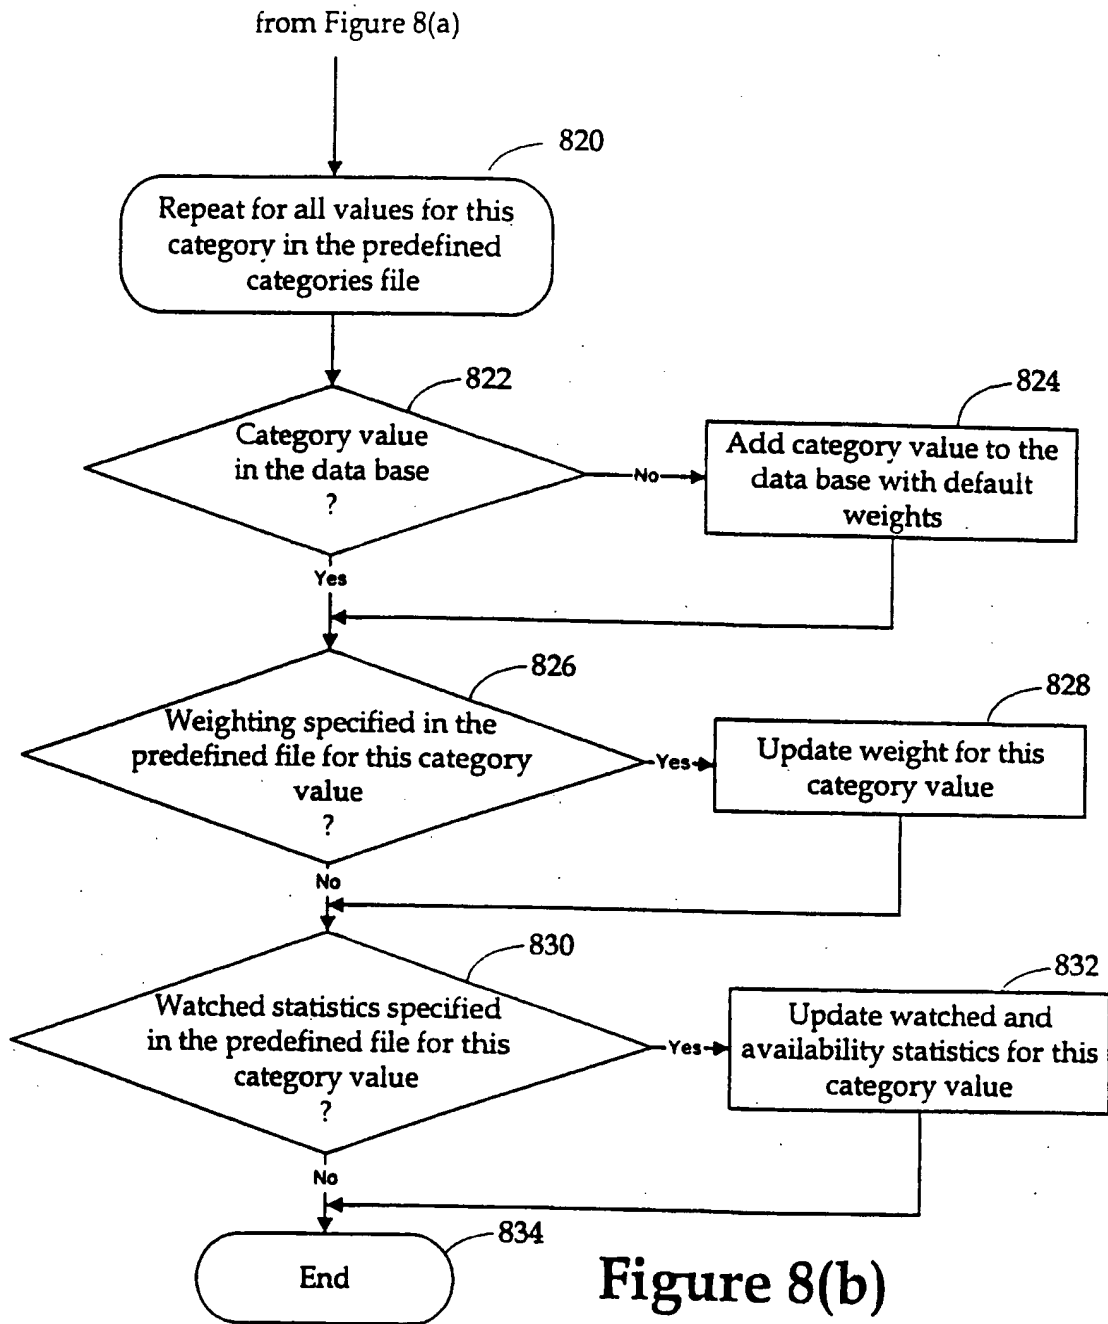 from Figure 8(a)
820
Repeat for all values for this
category in the predefined
categories file
822
Category value
in the data base
?
No
824
Add category value to the
data base with default
weights
Yes
826
Weighting specified in the
predefined file for this category
value
?
Yes
828
Update weight for this
category value
No
830
Watched statistics specified
in the predefined file for this
category value
?
Yes
832
Update watched and
availability statistics for this
category value
No
834
End
Figure 8(b)